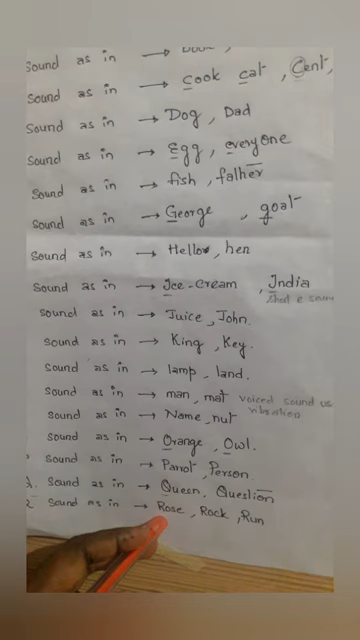 Sound as in →
Sound as in → Cook cat, Cent,
Sound as in → Dog, Dad
Sound as in → Egg, everyone
Sound as in → fish, father
Sound as in → George, goat
Sound as in → Hello, hen
Sound as in → Ice-cream, India
Sound as in → Juice, John.
Sound as in → King, Key.
Sound as in → lamp, land.
Sound as in → man, mat voiced sound
Sound as in → Name, nut vibration
Sound as in → Orange, Owl.
Sound as in → Parrot, Person
Sound as in → Queen, Question
Sound as in → Rose, Rock, Run